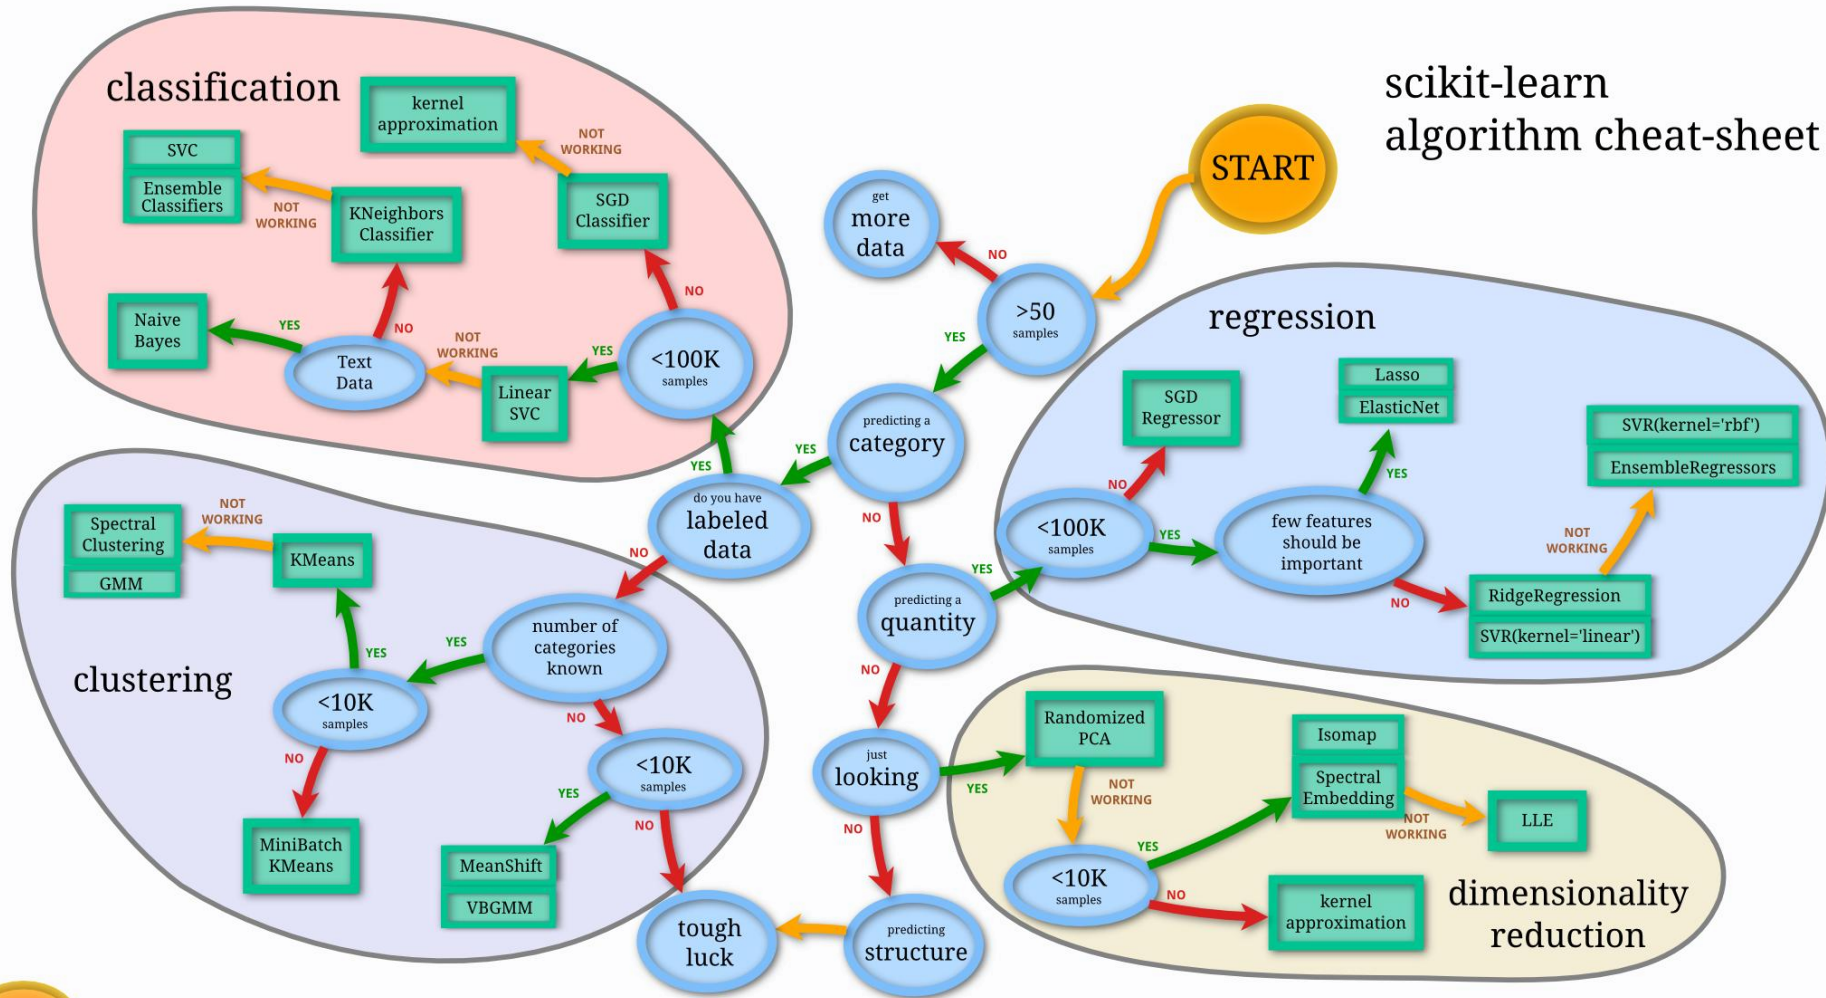 scikit-learn
algorithm cheat-sheet
START
>50
samples
NO
get
more
data
YES
predicting a
category
YES
do you have
labeled
data
YES
NO
NO
predicting a
quantity
YES
NO
just
looking
YES
NO
predicting
structure
tough
luck
classification
kernel
approximation
NOT
WORKING
SGD
Classifier
NO
<100K
samples
YES
Linear
SVC
NOT
WORKING
Text
Data
NO
YES
Naive
Bayes
KNeighbors
Classifier
NOT
WORKING
SVC
Ensemble
Classifiers
clustering
number of
categories
known
YES
NO
<10K
samples
YES
NO
KMeans
NOT
WORKING
Spectral
Clustering
GMM
MiniBatch
KMeans
<10K
samples
YES
NO
MeanShift
VBGMM
regression
<100K
samples
NO
YES
SGD
Regressor
few features
should be
important
YES
NO
Lasso
ElasticNet
RidgeRegression
SVR(kernel='linear')
NOT
WORKING
SVR(kernel='rbf')
EnsembleRegressors
dimensionality
reduction
Randomized
PCA
NOT
WORKING
<10K
samples
YES
NO
Isomap
Spectral
Embedding
NOT
WORKING
LLE
kernel
approximation